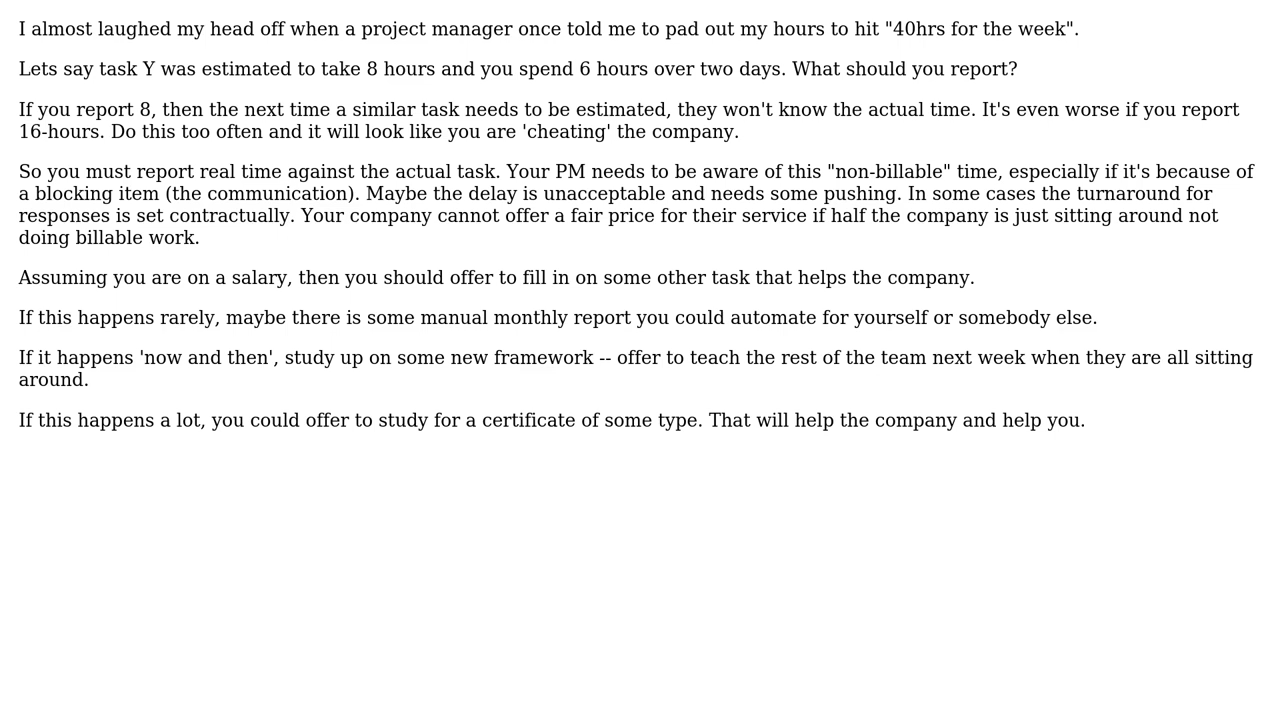 I almost laughed my head off when a project manager once told me to pad out my hours to hit "40hrs for the week".
Lets say task Y was estimated to take 8 hours and you spend 6 hours over two days. What should you report?
If you report 8, then the next time a similar task needs to be estimated, they won't know the actual time. It's even worse if you report
16-hours. Do this too often and it will look like you are 'cheating' the company.
So you must report real time against the actual task. Your PM needs to be aware of this "non-billable" time, especially if it's because of
a blocking item (the communication). Maybe the delay is unacceptable and needs some pushing. In some cases the turnaround for
responses is set contractually. Your company cannot offer a fair price for their service if half the company is just sitting around not
doing billable work.
Assuming you are on a salary, then you should offer to fill in on some other task that helps the company.
If this happens rarely, maybe there is some manual monthly report you could automate for yourself or somebody else.
If it happens 'now and then', study up on some new framework -- offer to teach the rest of the team next week when they are all sitting
around.
If this happens a lot, you could offer to study for a certificate of some type. That will help the company and help you.